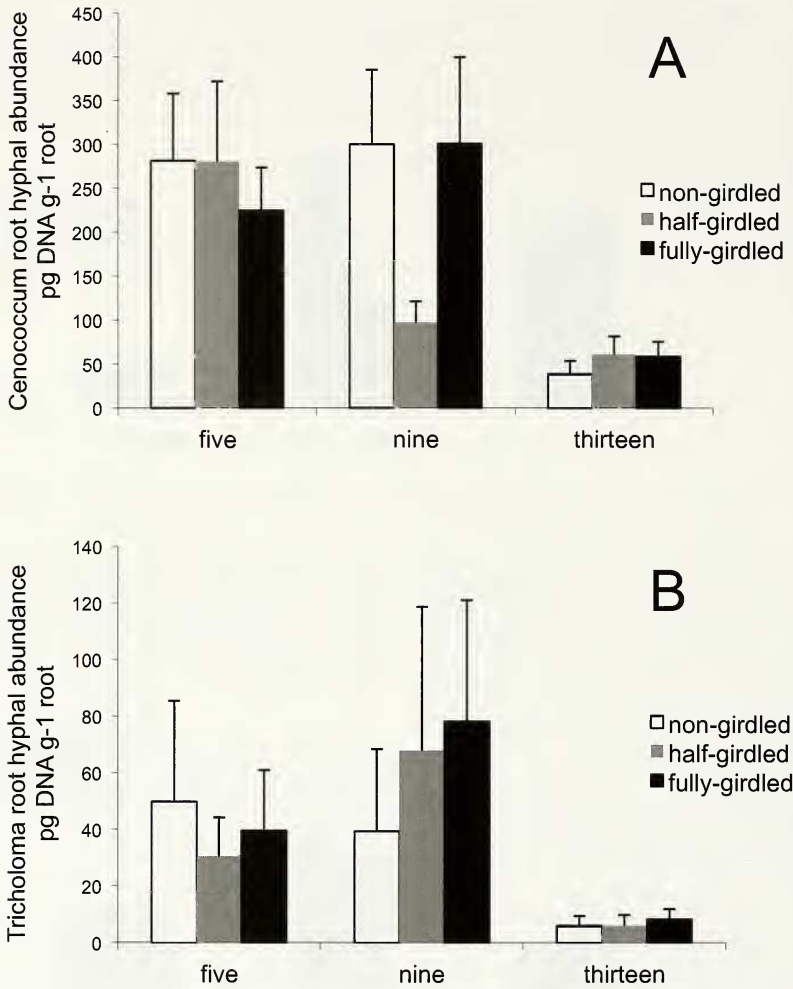 Cenococcum root hyphal abundance
pg DNA g-1 root
450
400
350
300
250
200
150
100
50
0
A
non-girdled
half-girdled
fully-girdled
five
nine
thirteen
Tricholoma root hyphal abundance
pg DNA g-1 root
140
120
100
80
60
40
20
0
B
non-girdled
half-girdled
fully-girdled
five
nine
thirteen